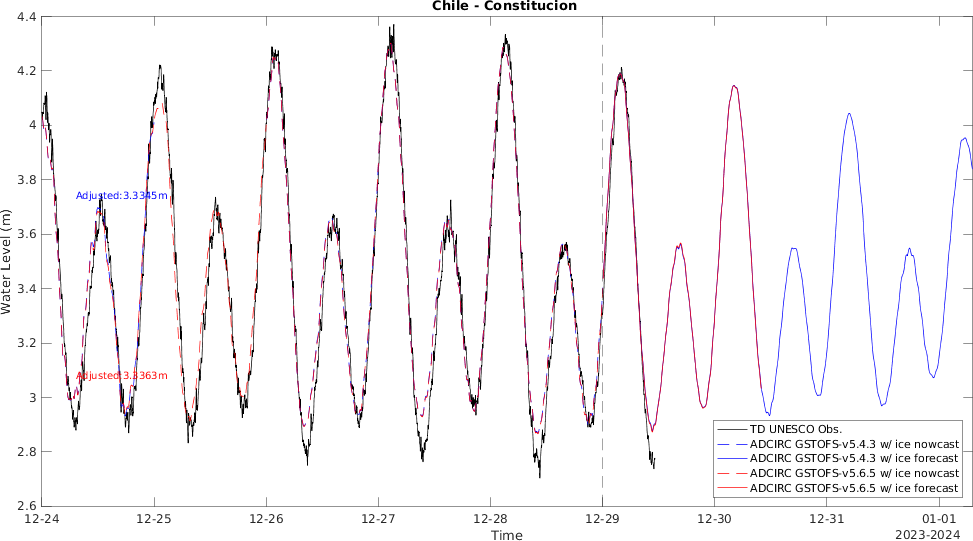 Chile - Constitucion
4.4
4.2
4
3.8
3.6
3.4
3.2
3
2.8
2.6
Water Level (m)
Adjusted:3.3345m
Adjusted:3.3363m
TD UNESCO Obs.
ADCIRC GSTOFS-v5.4.3 w/ ice nowcast
ADCIRC GSTOFS-v5.4.3 w/ ice forecast
ADCIRC GSTOFS-v5.6.5 w/ ice nowcast
ADCIRC GSTOFS-v5.6.5 w/ ice forecast
12-24 12-25 12-26 12-27 12-28 12-29 12-30 12-31 01-01
Time
2023-2024